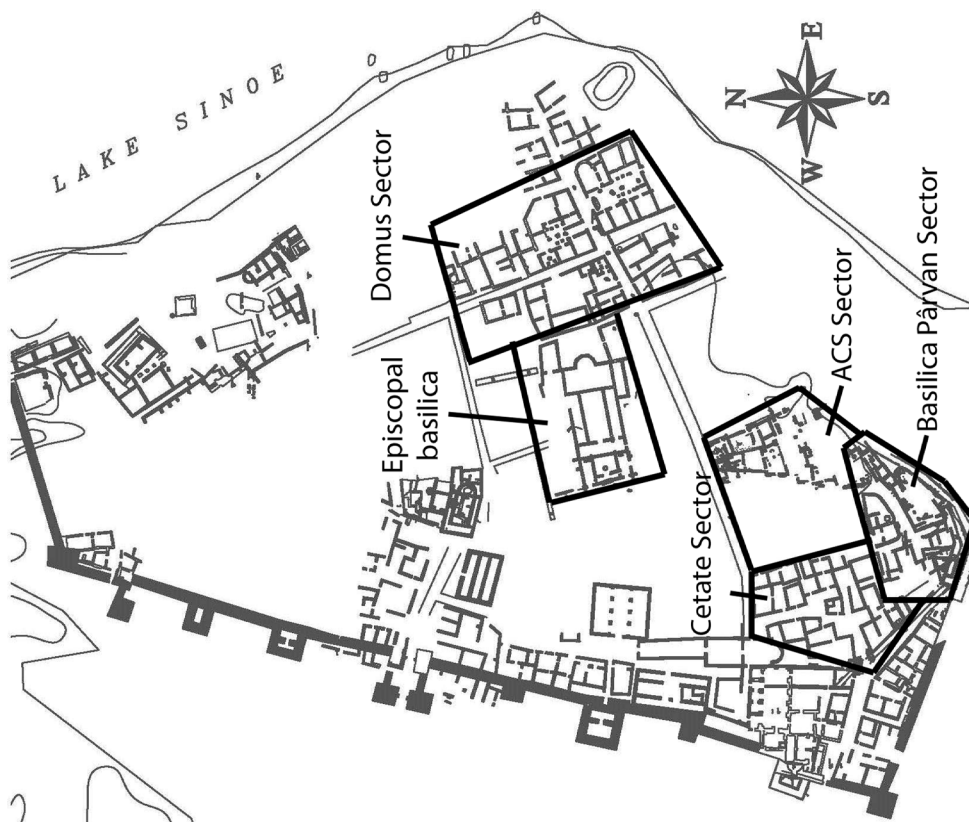 LAKE SINOE
Domus Sector
Episcopal
basilica
Cetate Sector
ACS Sector
Basilica Pârvan Sector
N
E
S
W